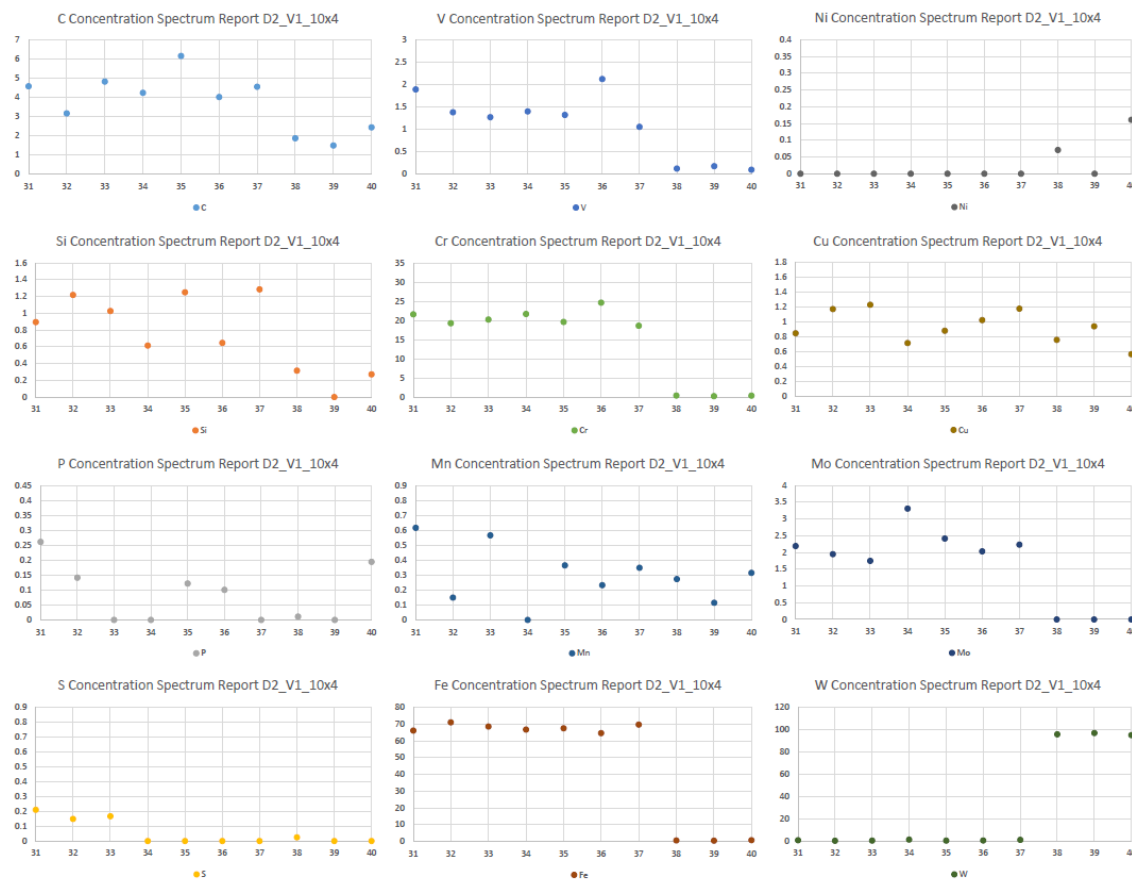 C Concentration Spectrum Report D2_V1_10x4
7
6
5
4
3
2
1
0
31 32 33 34 35 36 37 38 39 40
C
V Concentration Spectrum Report D2_V1_10x4
3
2.5
2
1.5
1
0.5
0
31 32 33 34 35 36 37 38 39 40
V
Ni Concentration Spectrum Report D2_V1_10x4
0.4
0.35
0.3
0.25
0.2
0.15
0.1
0.05
0
31 32 33 34 35 36 37 38 39 40
Ni
Si Concentration Spectrum Report D2_V1_10x4
1.6
1.4
1.2
1
0.8
0.6
0.4
0.2
0
31 32 33 34 35 36 37 38 39 40
Si
Cr Concentration Spectrum Report D2_V1_10x4
35
30
25
20
15
10
5
0
31 32 33 34 35 36 37 38 39 40
Cr
Cu Concentration Spectrum Report D2_V1_10x4
1.8
1.6
1.4
1.2
1
0.8
0.6
0.4
0.2
0
31 32 33 34 35 36 37 38 39 40
Cu
P Concentration Spectrum Report D2_V1_10x4
0.45
0.4
0.35
0.3
0.25
0.2
0.15
0.1
0.05
0
31 32 33 34 35 36 37 38 39 40
P
Mn Concentration Spectrum Report D2_V1_10x4
0.9
0.8
0.7
0.6
0.5
0.4
0.3
0.2
0.1
0
31 32 33 34 35 36 37 38 39 40
Mn
Mo Concentration Spectrum Report D2_V1_10x4
4
3.5
3
2.5
2
1.5
1
0.5
0
31 32 33 34 35 36 37 38 39 40
Mo
S Concentration Spectrum Report D2_V1_10x4
0.9
0.8
0.7
0.6
0.5
0.4
0.3
0.2
0.1
0
31 32 33 34 35 36 37 38 39 40
S
Fe Concentration Spectrum Report D2_V1_10x4
80
70
60
50
40
30
20
10
0
31 32 33 34 35 36 37 38 39 40
Fe
W Concentration Spectrum Report D2_V1_10x4
120
100
80
60
40
20
0
31 32 33 34 35 36 37 38 39 40
W